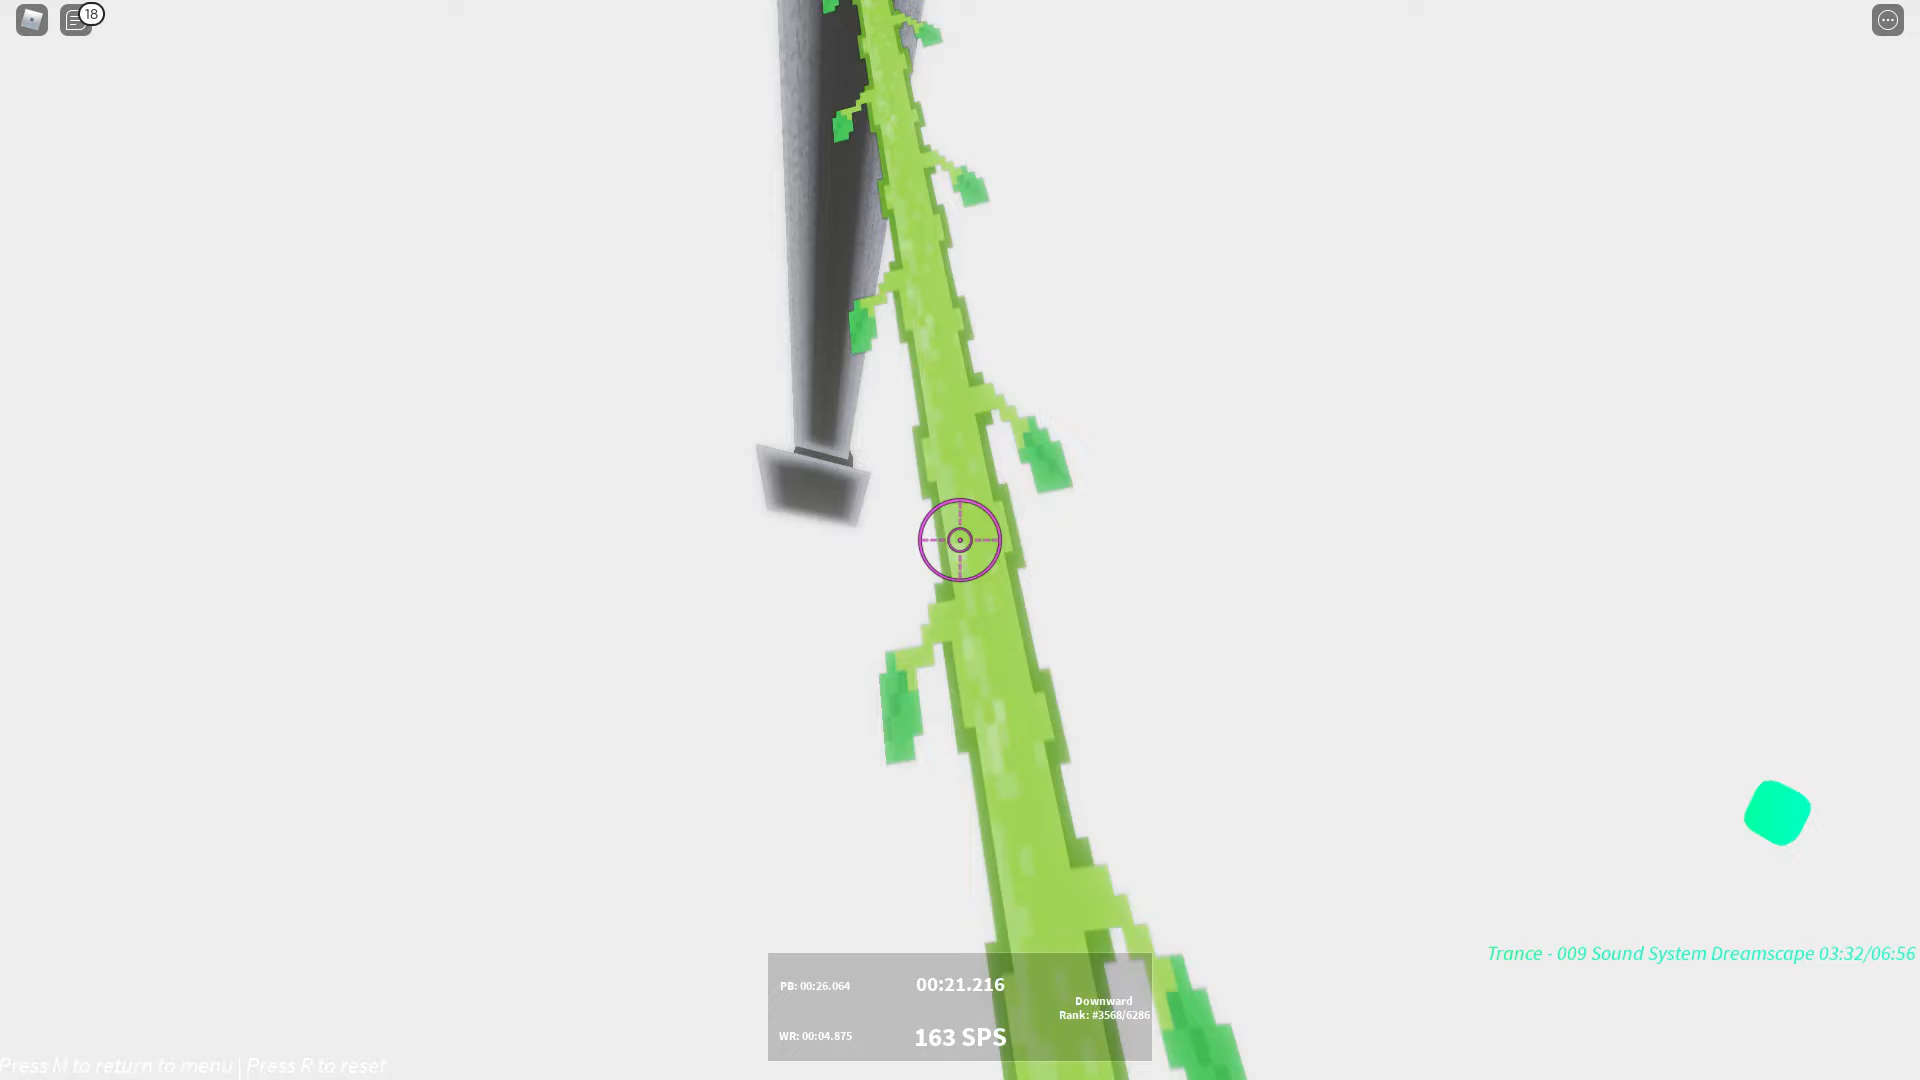 18
Trance - 009 Sound System Dreamscape 03:32/06:56
PB: 00:26.064
00:21.216
Downward
Rank: #3568/6286
WR: 00:04.875
163 SPS
Press M to return to menu | Press R to reset